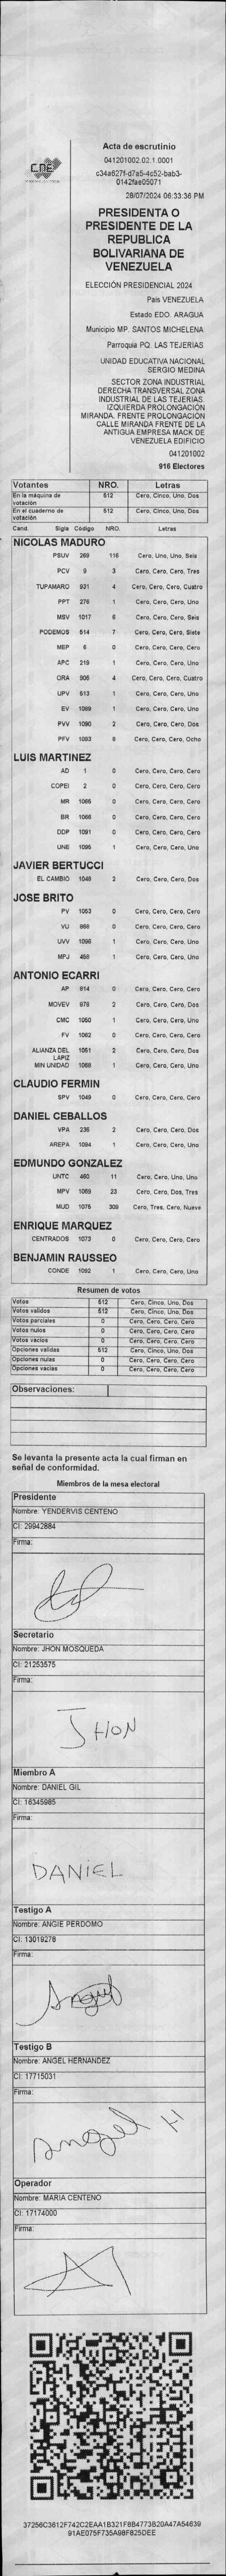 CNE
Acta de escrutinio
041201002.02.1.0001
c34a627f-d7a5-4c52-bab3-
0142fae05071
28/07/2024 06:33:36 PM
PRESIDENTA O
PRESIDENTE DE LA
REPUBLICA
BOLIVARIANA DE
VENEZUELA
ELECCIÓN PRESIDENCIAL 2024
Pais VENEZUELA
Estado EDO. ARAGUA
Municipio MP. SANTOS MICHELENA
Parroquia PQ. LAS TEJERIAS
UNIDAD EDUCATIVA NACIONAL
SERGIO MEDINA
SECTOR ZONA INDUSTRIAL
DERECHA TRANSVERSAL ZONA
INDUSTRIAL DE LAS TEJERIAS.
IZQUIERDA PROLONGACIÓN
MIRANDA. FRENTE PROLONGACIÓN
CALLE MIRANDA FRENTE DE LA
ANTIGUA EMPRESA MACK DE
VENEZUELA EDIFICIO
041201002
916 Electores
Votantes NRO. Letras
En la máquina de votación 512 Cero, Cinco, Uno, Dos
En el cuaderno de votación 512 Cero, Cinco, Uno, Dos
Cand. Sigla Código NRO. Letras
NICOLAS MADURO
PSUV 269 116 Cero, Uno, Uno, Seis
PCV 9 3 Cero, Cero, Cero, Tres
TUPAMARO 931 4 Cero, Cero, Cero, Cuatro
PPT 276 1 Cero, Cero, Cero, Uno
MSV 1017 6 Cero, Cero, Cero, Seis
PODEMOS 514 7 Cero, Cero, Cero, Siete
MEP 6 0 Cero, Cero, Cero, Cero
APC 219 1 Cero, Cero, Cero, Uno
ORA 906 4 Cero, Cero, Cero, Cuatro
UPV 613 1 Cero, Cero, Cero, Uno
EV 1089 1 Cero, Cero, Cero, Uno
PVV 1090 2 Cero, Cero, Cero, Dos
PFV 1093 8 Cero, Cero, Cero, Ocho
LUIS MARTINEZ
AD 1 0 Cero, Cero, Cero, Cero
COPEI 2 0 Cero, Cero, Cero, Cero
MR 1065 0 Cero, Cero, Cero, Cero
BR 1066 0 Cero, Cero, Cero, Cero
DDP 1091 0 Cero, Cero, Cero, Cero
UNE 1095 1 Cero, Cero, Cero, Uno
JAVIER BERTUCCI
EL CAMBIO 1048 2 Cero, Cero, Cero, Dos
JOSE BRITO
PV 1053 0 Cero, Cero, Cero, Cero
VU 868 0 Cero, Cero, Cero, Cero
UVV 1096 1 Cero, Cero, Cero, Uno
MPJ 458 1 Cero, Cero, Cero, Uno
ANTONIO ECARRI
AP 814 0 Cero, Cero, Cero, Cero
MOVEV 978 2 Cero, Cero, Cero, Dos
CMC 1050 1 Cero, Cero, Cero, Uno
FV 1062 0 Cero, Cero, Cero, Cero
ALIANZA DEL LAPIZ 1051 2 Cero, Cero, Cero, Dos
MIN UNIDAD 1068 1 Cero, Cero, Cero, Uno
CLAUDIO FERMIN
SPV 1049 0 Cero, Cero, Cero, Cero
DANIEL CEBALLOS
VPA 236 2 Cero, Cero, Cero, Dos
AREPA 1094 1 Cero, Cero, Cero, Uno
EDMUNDO GONZALEZ
UNTC 460 11 Cero, Cero, Uno, Uno
MPV 1069 23 Cero, Cero, Dos, Tres
MUD 1075 309 Cero, Tres, Cero, Nueve
ENRIQUE MARQUEZ
CENTRADOS 1073 0 Cero, Cero, Cero, Cero
BENJAMIN RAUSSEO
CONDE 1092 1 Cero, Cero, Cero, Uno
Resumen de votos
Votos 512 Cero, Cinco, Uno, Dos
Votos validos 512 Cero, Cinco, Uno, Dos
Votos parciales 0 Cero, Cero, Cero, Cero
Votos nulos 0 Cero, Cero, Cero, Cero
Votos vacios 0 Cero, Cero, Cero, Cero
Opciones validas 512 Cero, Cinco, Uno, Dos
Opciones nulas 0 Cero, Cero, Cero, Cero
Opciones vacias 0 Cero, Cero, Cero, Cero
Observaciones:
Se levanta la presente acta la cual firman en
señal de conformidad.
Miembros de la mesa electoral
Presidente
Nombre: YENDERVIS CENTENO
CI: 29942884
Firma:
Secretario
Nombre: JHON MOSQUEDA
CI: 21253575
Firma:
JHON
Miembro A
Nombre: DANIEL GIL
CI: 16345985
Firma:
DANIEL
Testigo A
Nombre: ANGIE PERDOMO
CI: 13019278
Firma:
Testigo B
Nombre: ANGEL HERNANDEZ
CI: 17715031
Firma:
Angel H
Operador
Nombre: MARIA CENTENO
CI: 17174000
Firma:
37256C3612F742C2EAA1B321F8B4773B20A47A54639
91AE075F735A98F825DEE